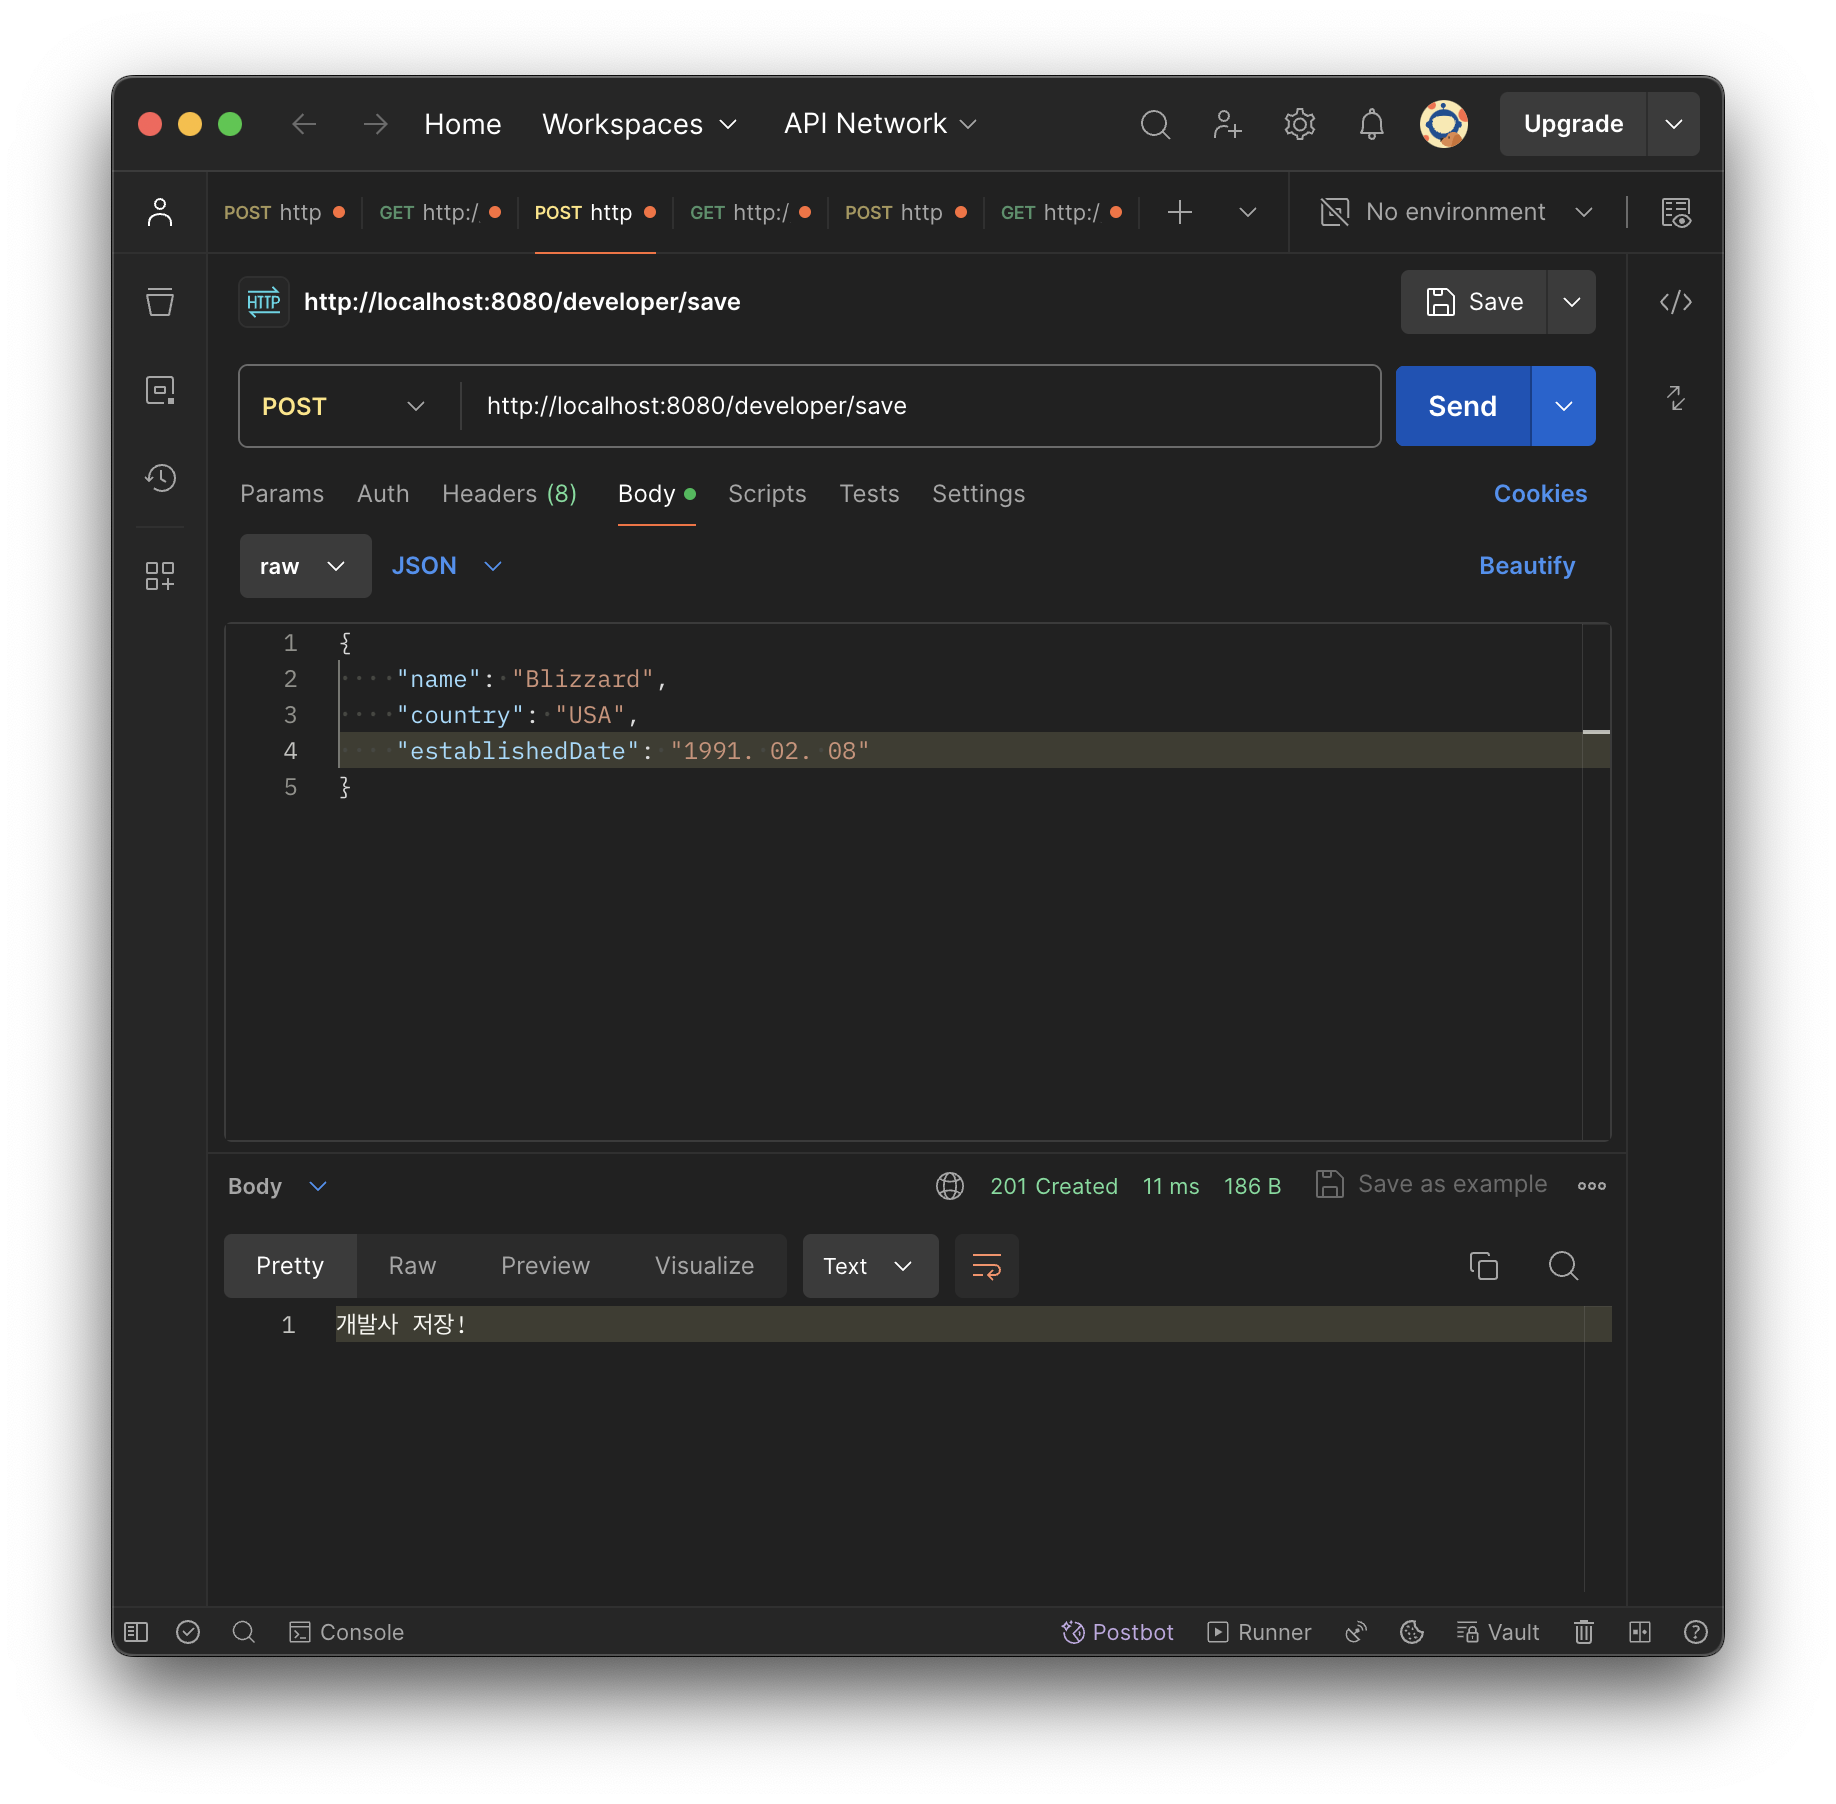 Home Workspaces API Network Upgrade
POST http GET http:/ POST http GET http:/ POST http GET http:/ No environment
HTTP http://localhost:8080/developer/save Save
POST http://localhost:8080/developer/save Send
Params Auth Headers (8) Body Scripts Tests Settings Cookies
raw JSON Beautify
1 {
2 "name": "Blizzard",
3 "country": "USA",
4 "establishedDate": "1991. 02. 08"
5 }
Body 201 Created 11 ms 186 B Save as example
Pretty Raw Preview Visualize Text
1 개발사 저장!
Console Postbot Runner Vault